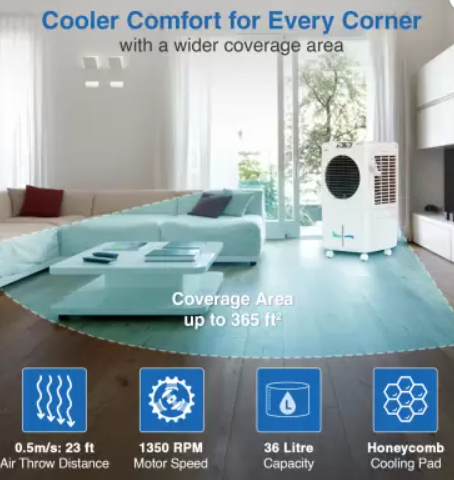 Cooler Comfort for Every Corner
with a wider coverage area
Coverage Area
up to 365 ft²
0.5m/s: 23 ft
Air Throw Distance
1350 RPM
Motor Speed
L
36 Litre
Capacity
Honeycomb
Cooling Pad